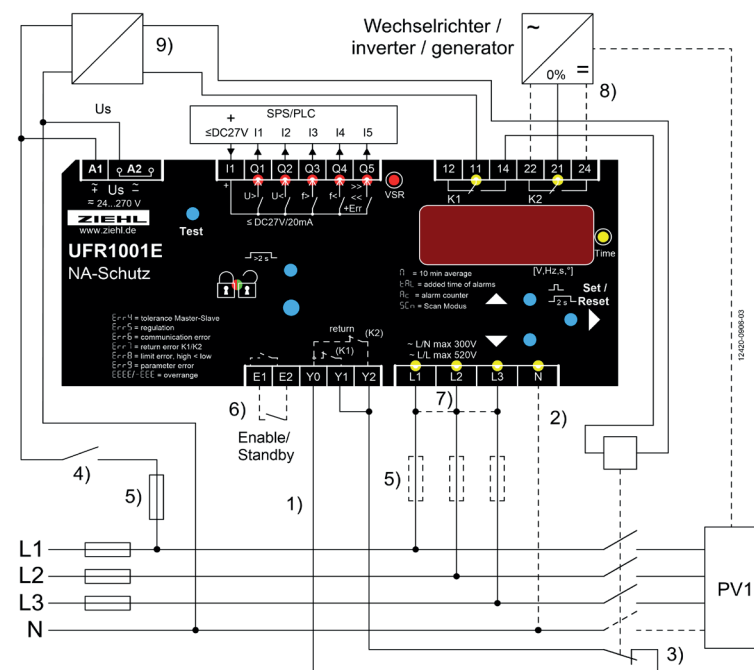 Wechselrichter /
inverter / generator
~
0%
=
8)
9)
Us
SPS/PLC
+
≤DC27V I1 I2 I3 I4 I5
A1 A2
I1 Q1 Q2 Q3 Q4 Q5
12 11 14 22 21 24
≂ Us ≂
≂ 24...270 V
+ U> U< f> f< >> << +Err
VSR
K1 K2
≤ DC27V/20mA
ZIEHL
www.ziehl.de
Test
UFR1001E
NA-Schutz
>2 s
Time
[V,Hz,s,°]
n = 10 min average
tAL = added time of alarms
Ac = alarm counter
SCn = Scan Modus
Set /
Reset
2 s
Err4 = tolerance Master-Slave
Err5 = regulation
Err6 = communication error
Err7 = return error K1/K2
Err8 = limit error, high < low
Err9 = parameter error
EEEE/-EEE = overrange
return
(K2)
(K1)
~ L/N max 300V
~ L/L max 520V
12420-0906-03
E1 E2 Y0 Y1 Y2
L1 L2 L3 N
6)
7)
2)
Enable/
Standby
4)
5)
1)
5)
L1
L2
L3
N
PV1
3)